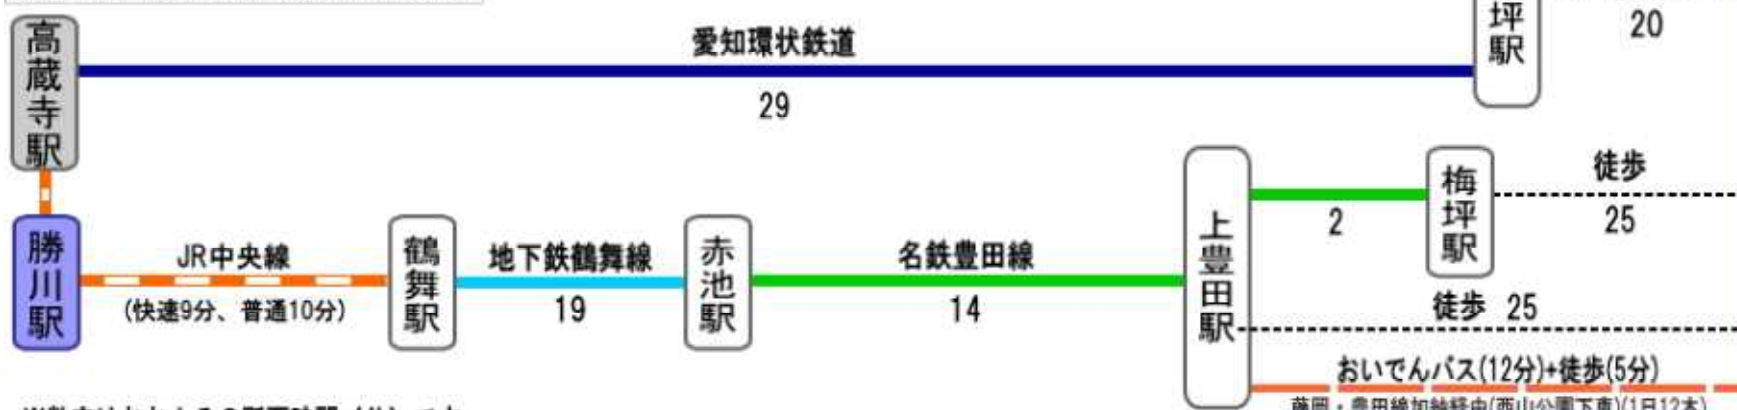 高蔵寺駅
愛知環状鉄道
29
坪駅
20
勝川駅
JR中央線
(快速9分、普通10分)
鶴舞駅
地下鉄鶴舞線
19
赤池駅
名鉄豊田線
14
上豊田駅
2
梅坪駅
徒歩
25
徒歩 25
おいでんバス(12分)+徒歩(5分)